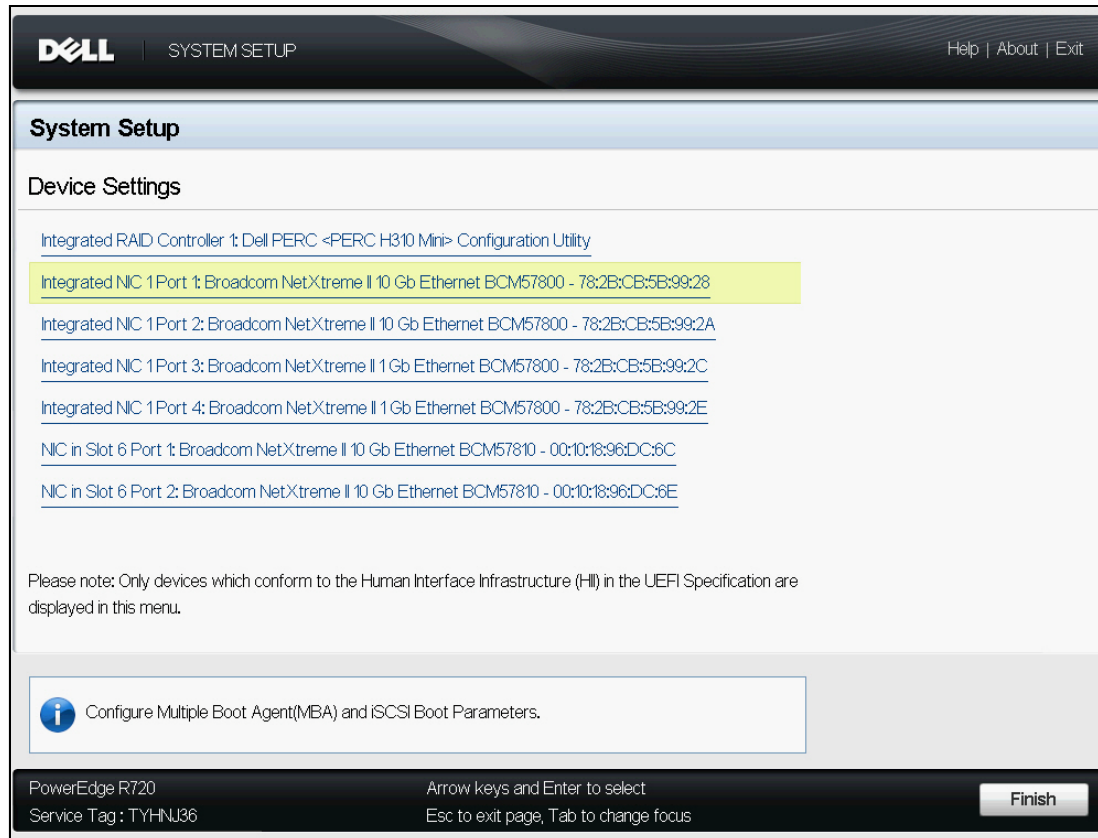 DELL
SYSTEM SETUP
Help | About | Exit
System Setup
Device Settings
Integrated RAID Controller 1: Dell PERC <PERC H310 Mini> Configuration Utility
Integrated NIC 1 Port 1: Broadcom NetXtreme II 10 Gb Ethernet BCM57800 - 78:2B:CB:5B:99:28
Integrated NIC 1 Port 2: Broadcom NetXtreme II 10 Gb Ethernet BCM57800 - 78:2B:CB:5B:99:2A
Integrated NIC 1 Port 3: Broadcom NetXtreme II 1 Gb Ethernet BCM57800 - 78:2B:CB:5B:99:2C
Integrated NIC 1 Port 4: Broadcom NetXtreme II 1 Gb Ethernet BCM57800 - 78:2B:CB:5B:99:2E
NIC in Slot 6 Port 1: Broadcom NetXtreme II 10 Gb Ethernet BCM57810 - 00:10:18:96:DC:6C
NIC in Slot 6 Port 2: Broadcom NetXtreme II 10 Gb Ethernet BCM57810 - 00:10:18:96:DC:6E
Please note: Only devices which conform to the Human Interface Infrastructure (HII) in the UEFI Specification are
displayed in this menu.
Configure Multiple Boot Agent(MBA) and iSCSI Boot Parameters.
PowerEdge R720
Service Tag : TYHNJ36
Arrow keys and Enter to select
Esc to exit page, Tab to change focus
Finish